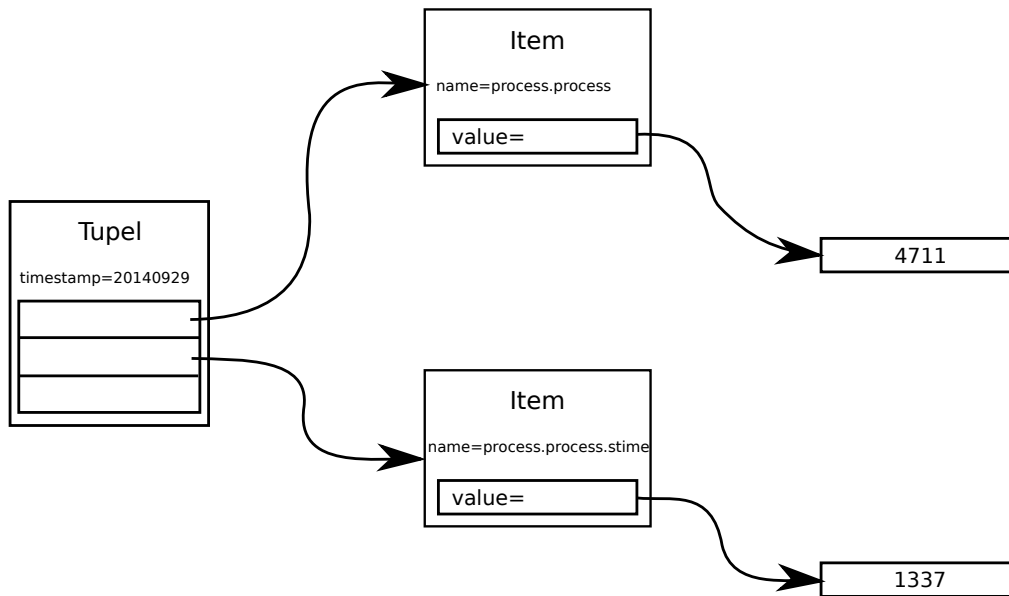 Item
name=process.process
value=
Tupel
timestamp=20140929
4711
Item
name=process.process.stime
value=
1337